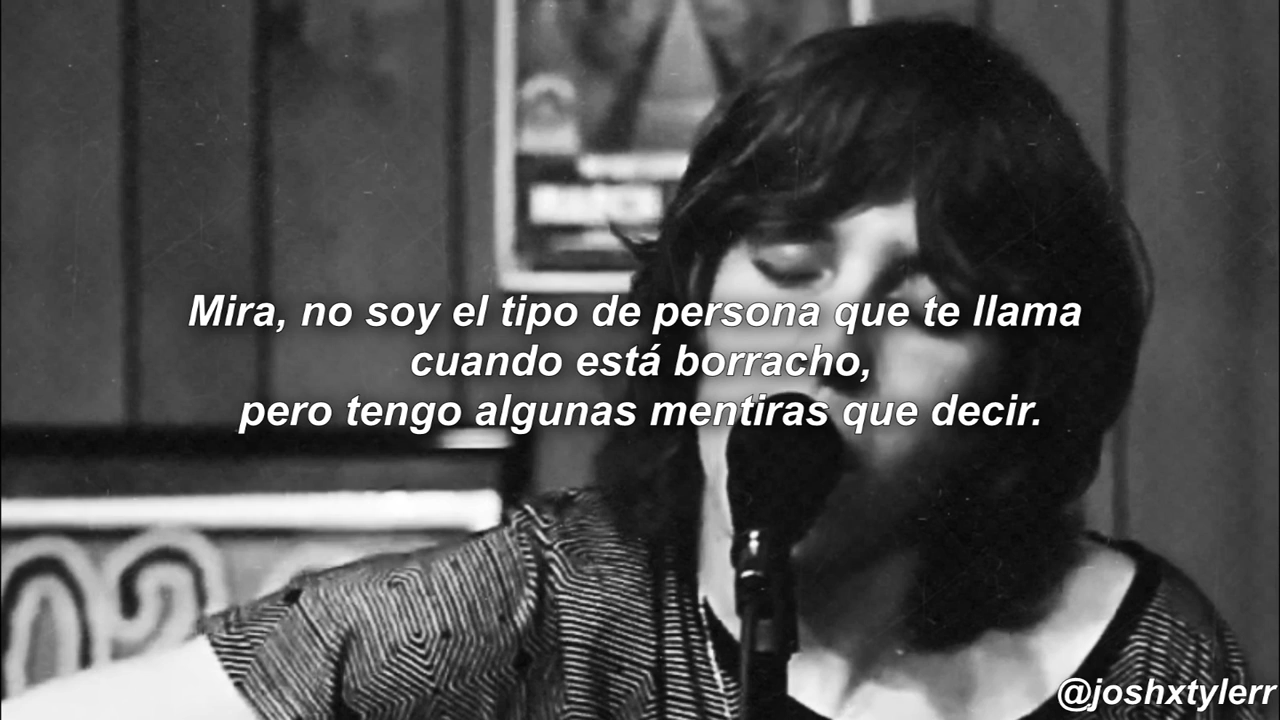 Mira, no soy el tipo de persona que te llama
cuando está borracho,
pero tengo algunas mentiras que decir.
@joshxtylerr